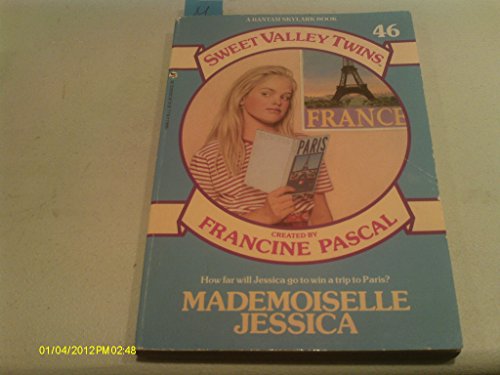 A BANTAM SKYLARK BOOK
46
SWEET VALLEY TWINS
FRANCE
PARIS
CREATED BY
FRANCINE PASCAL
How far will Jessica go to win a trip to Paris?
MADEMOISELLE
JESSICA
01/04/2012PM02:48